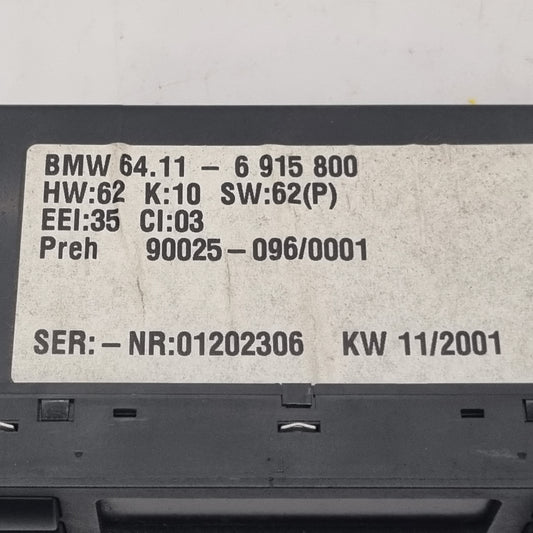 BMW 64.11 - 6 915 800
HW:62 K:10 SW:62(P)
EEI:35 CI:03
Preh 90025-096/0001
SER:-NR:01202306 KW 11/2001